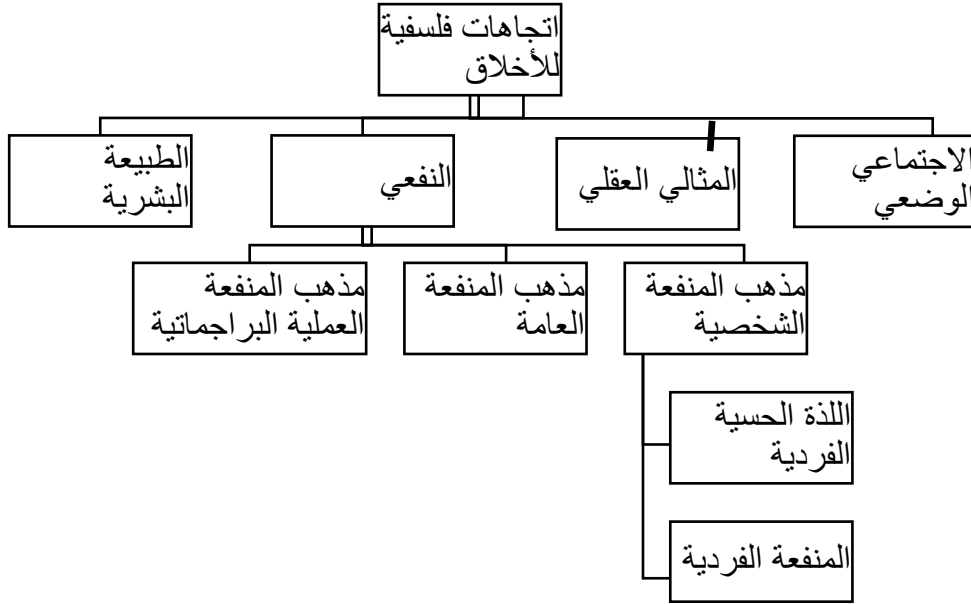 اتجاهات فلسفية
للأخلاق
الاجتماعي
الوضعي
المثالي العقلي
النفعي
الطبيعة
البشرية
مذهب المنفعة
الشخصية
مذهب المنفعة
العامة
مذهب المنفعة
العملية البراجماتية
اللذة الحسية
الفردية
المنفعة الفردية